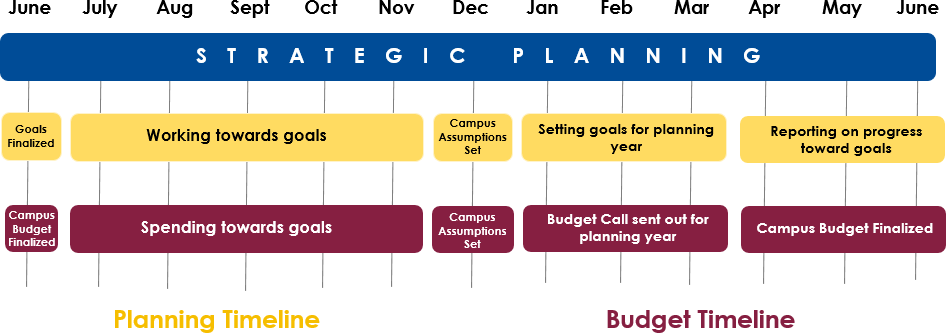 June July Aug Sept Oct Nov Dec Jan Feb Mar Apr May June
STRATEGIC PLANNING
Goals
Finalized
Working towards goals
Campus
Assumptions
Set
Setting goals for planning
year
Reporting on progress
toward goals
Campus
Budget
Finalized
Spending towards goals
Campus
Assumptions
Set
Budget Call sent out for
planning year
Campus Budget Finalized
Planning Timeline
Budget Timeline